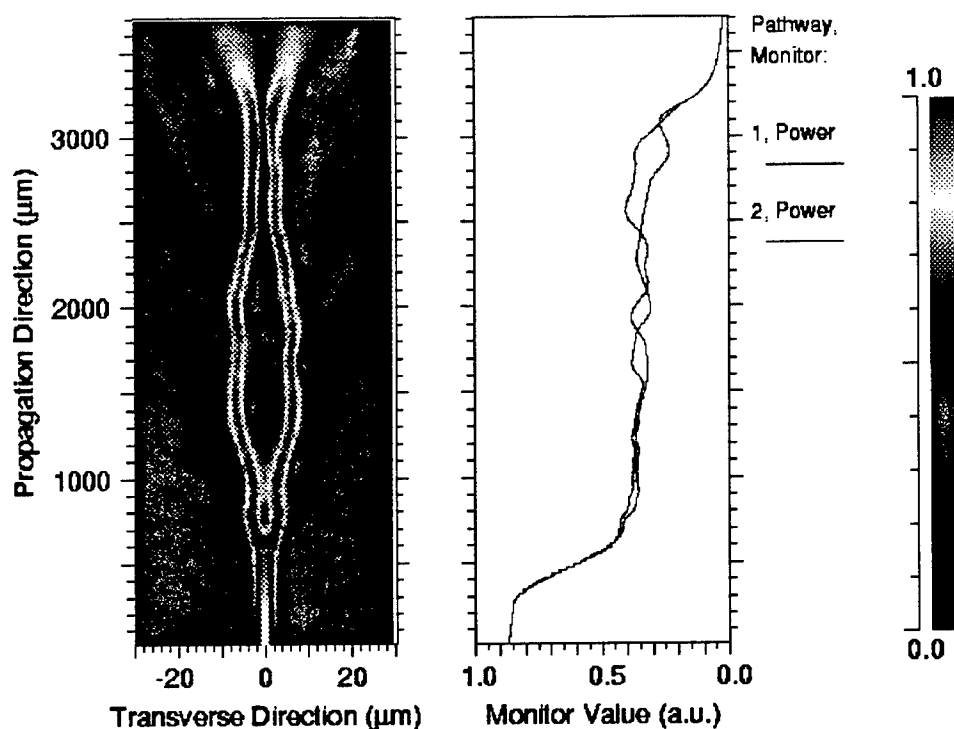 Propagation Direction (µm)
3000
2000
1000
-20 0 20
Transverse Direction (µm)
1.0 0.5 0.0
Monitor Value (a.u.)
Pathway,
Monitor:
1, Power
2, Power
1.0
0.0